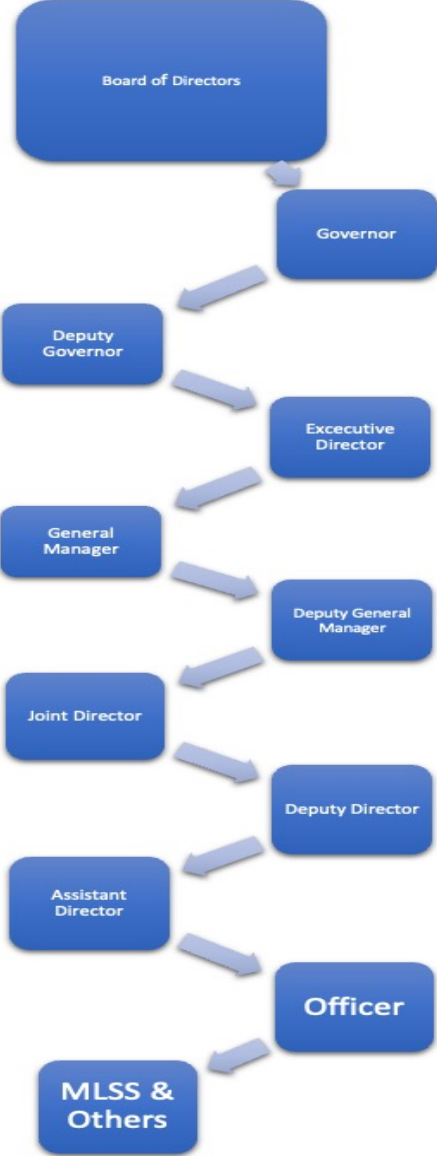 Board of Directors
Governor
Deputy
Governor
Excecutive
Director
General
Manager
Deputy General
Manager
Joint Director
Deputy Director
Assistant
Director
Officer
MLSS &
Others